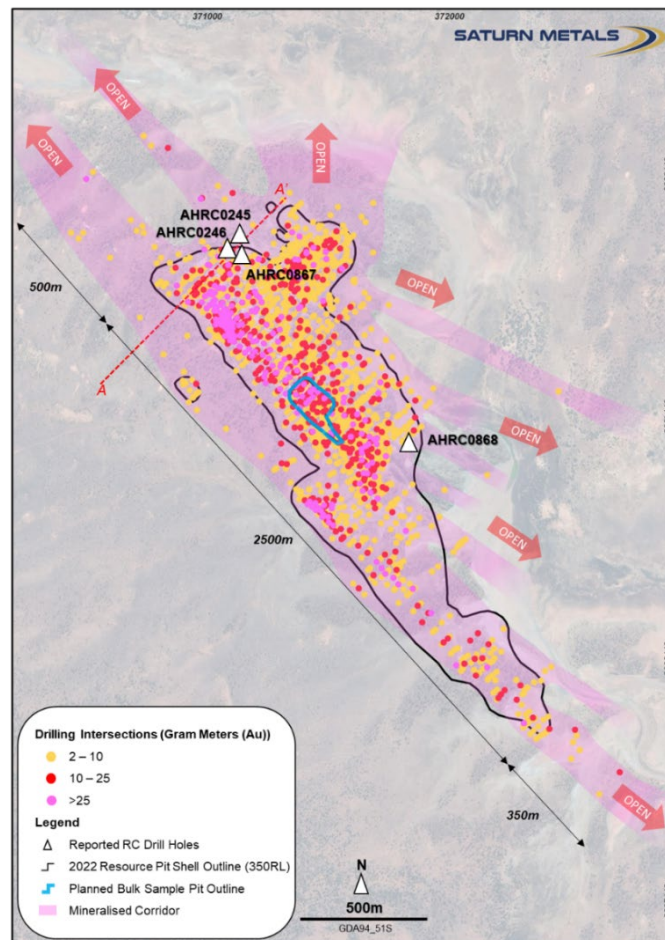 371000
372000
SATURN METALS
OPEN
OPEN
OPEN
A'
AHRC0245
AHRC0246
AHRC0867
OPEN
500m
A
AHRC0868
OPEN
OPEN
2500m
OPEN
350m
Drilling Intersections (Gram Meters (Au))
2 – 10
10 – 25
>25
Legend
Reported RC Drill Holes
2022 Resource Pit Shell Outline (350RL)
Planned Bulk Sample Pit Outline
Mineralised Corridor
N
500m
GDA94_51S